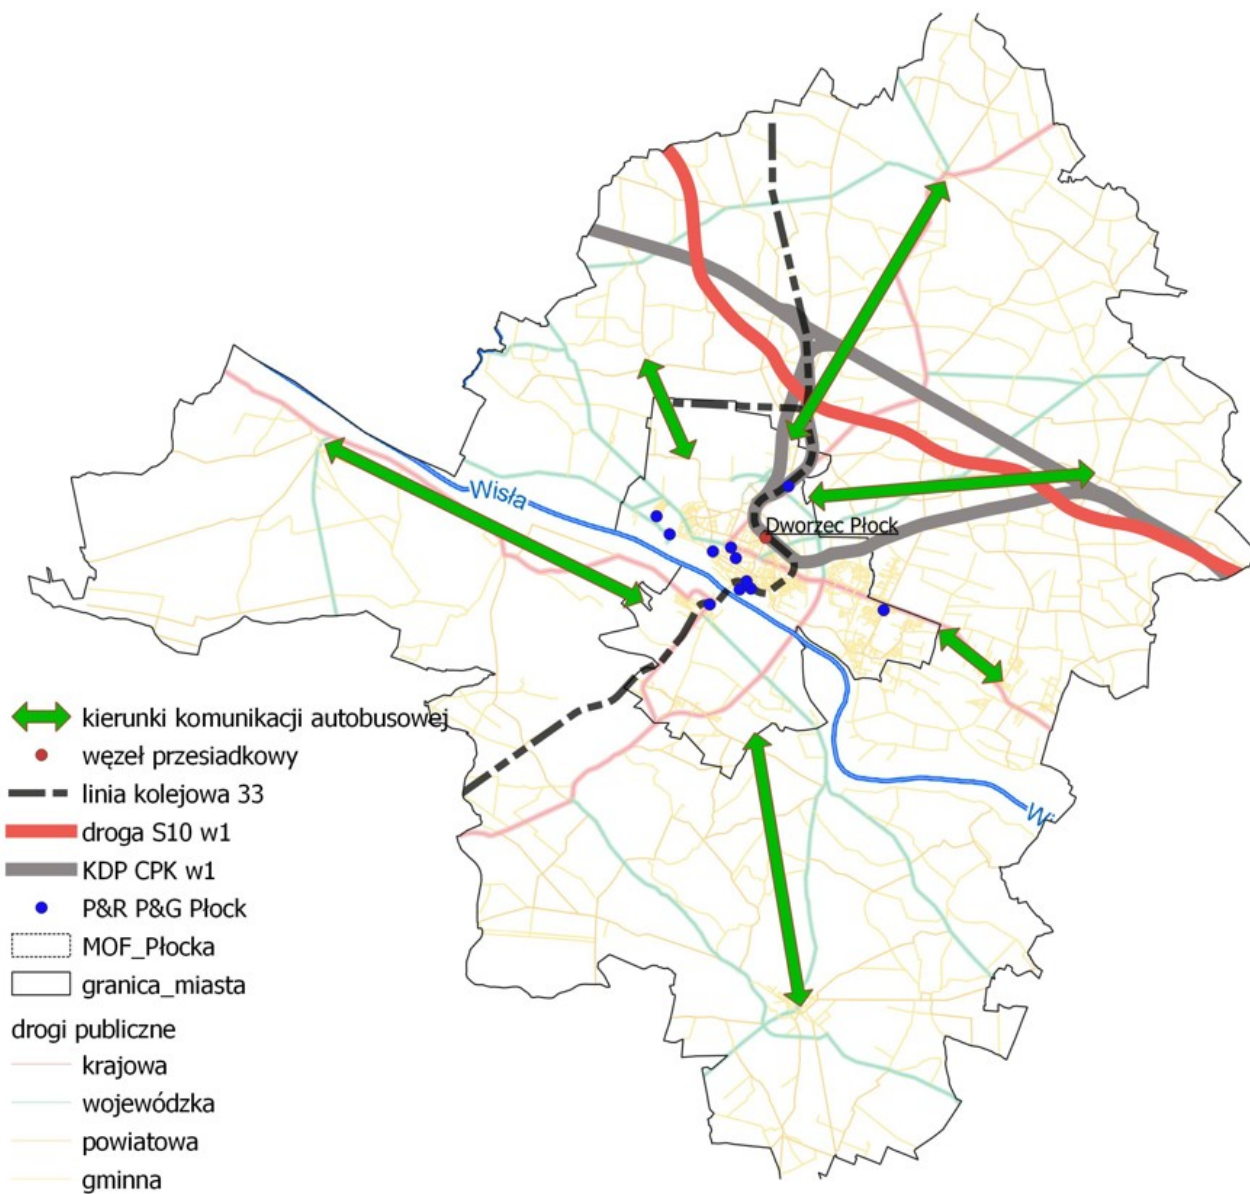 Wisła
Dworzec Płock
Wi
kierunki komunikacji autobusowej
węzeł przesiadkowy
linia kolejowa 33
droga S10 w1
KDP CPK w1
P&R P&G Płock
MOF_Płocka
granica_miasta
drogi publiczne
krajowa
wojewódzka
powiatowa
gminna